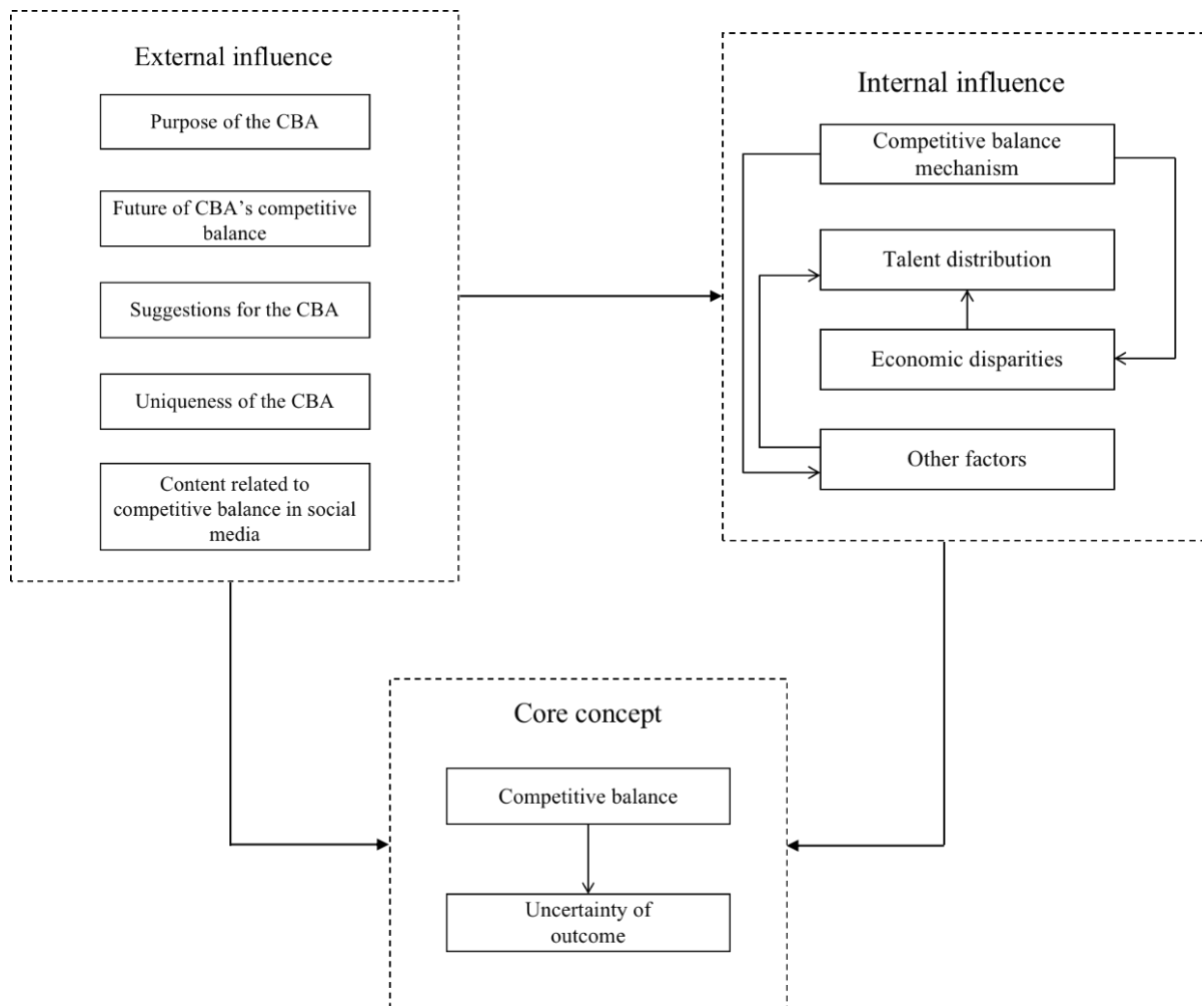 External influence
Purpose of the CBA
Future of CBA’s competitive
balance
Suggestions for the CBA
Uniqueness of the CBA
Content related to
competitive balance in social
media
Internal influence
Competitive balance
mechanism
Talent distribution
Economic disparities
Other factors
Core concept
Competitive balance
Uncertainty of
outcome